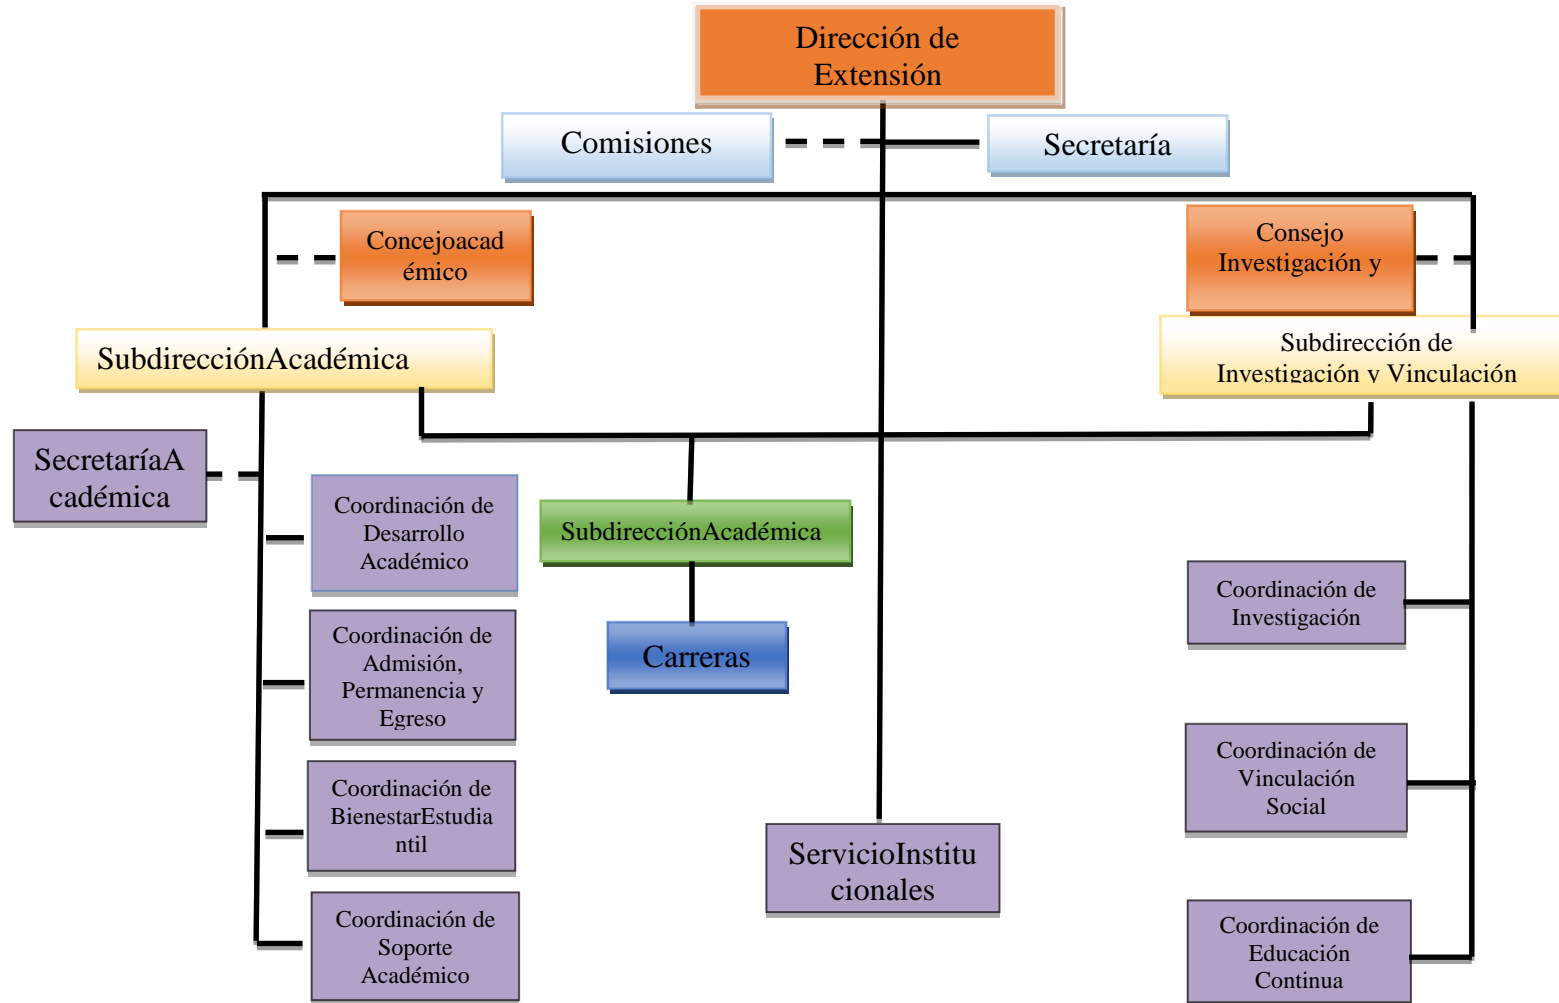 Dirección de
Extensión
Comisiones
Secretaría
Concejoacad
émico
Consejo
Investigación y
SubdirecciónAcadémica
Subdirección de
Investigación y Vinculación
SecretaríaA
cadémica
Coordinación de
Desarrollo
Académico
SubdirecciónAcadémica
Coordinación de
Investigación
Coordinación de
Admisión,
Permanencia y
Egreso
Carreras
Coordinación de
BienestarEstudia
ntil
Coordinación de
Vinculación
Social
ServicioInstitu
cionales
Coordinación de
Soporte
Académico
Coordinación de
Educación
Continua